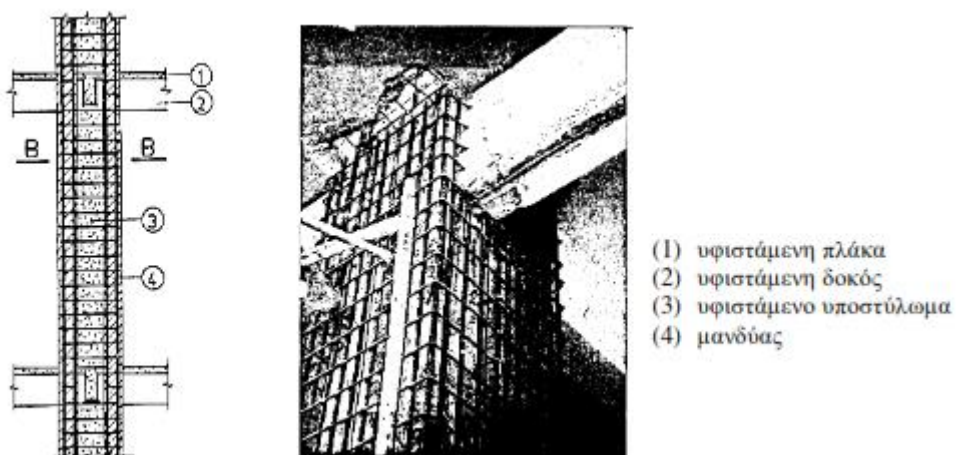 1
2
B B
3
4
(1) υφιστάμενη πλάκα
(2) υφιστάμενη δοκός
(3) υφιστάμενο υποστύλωμα
(4) μανδύας